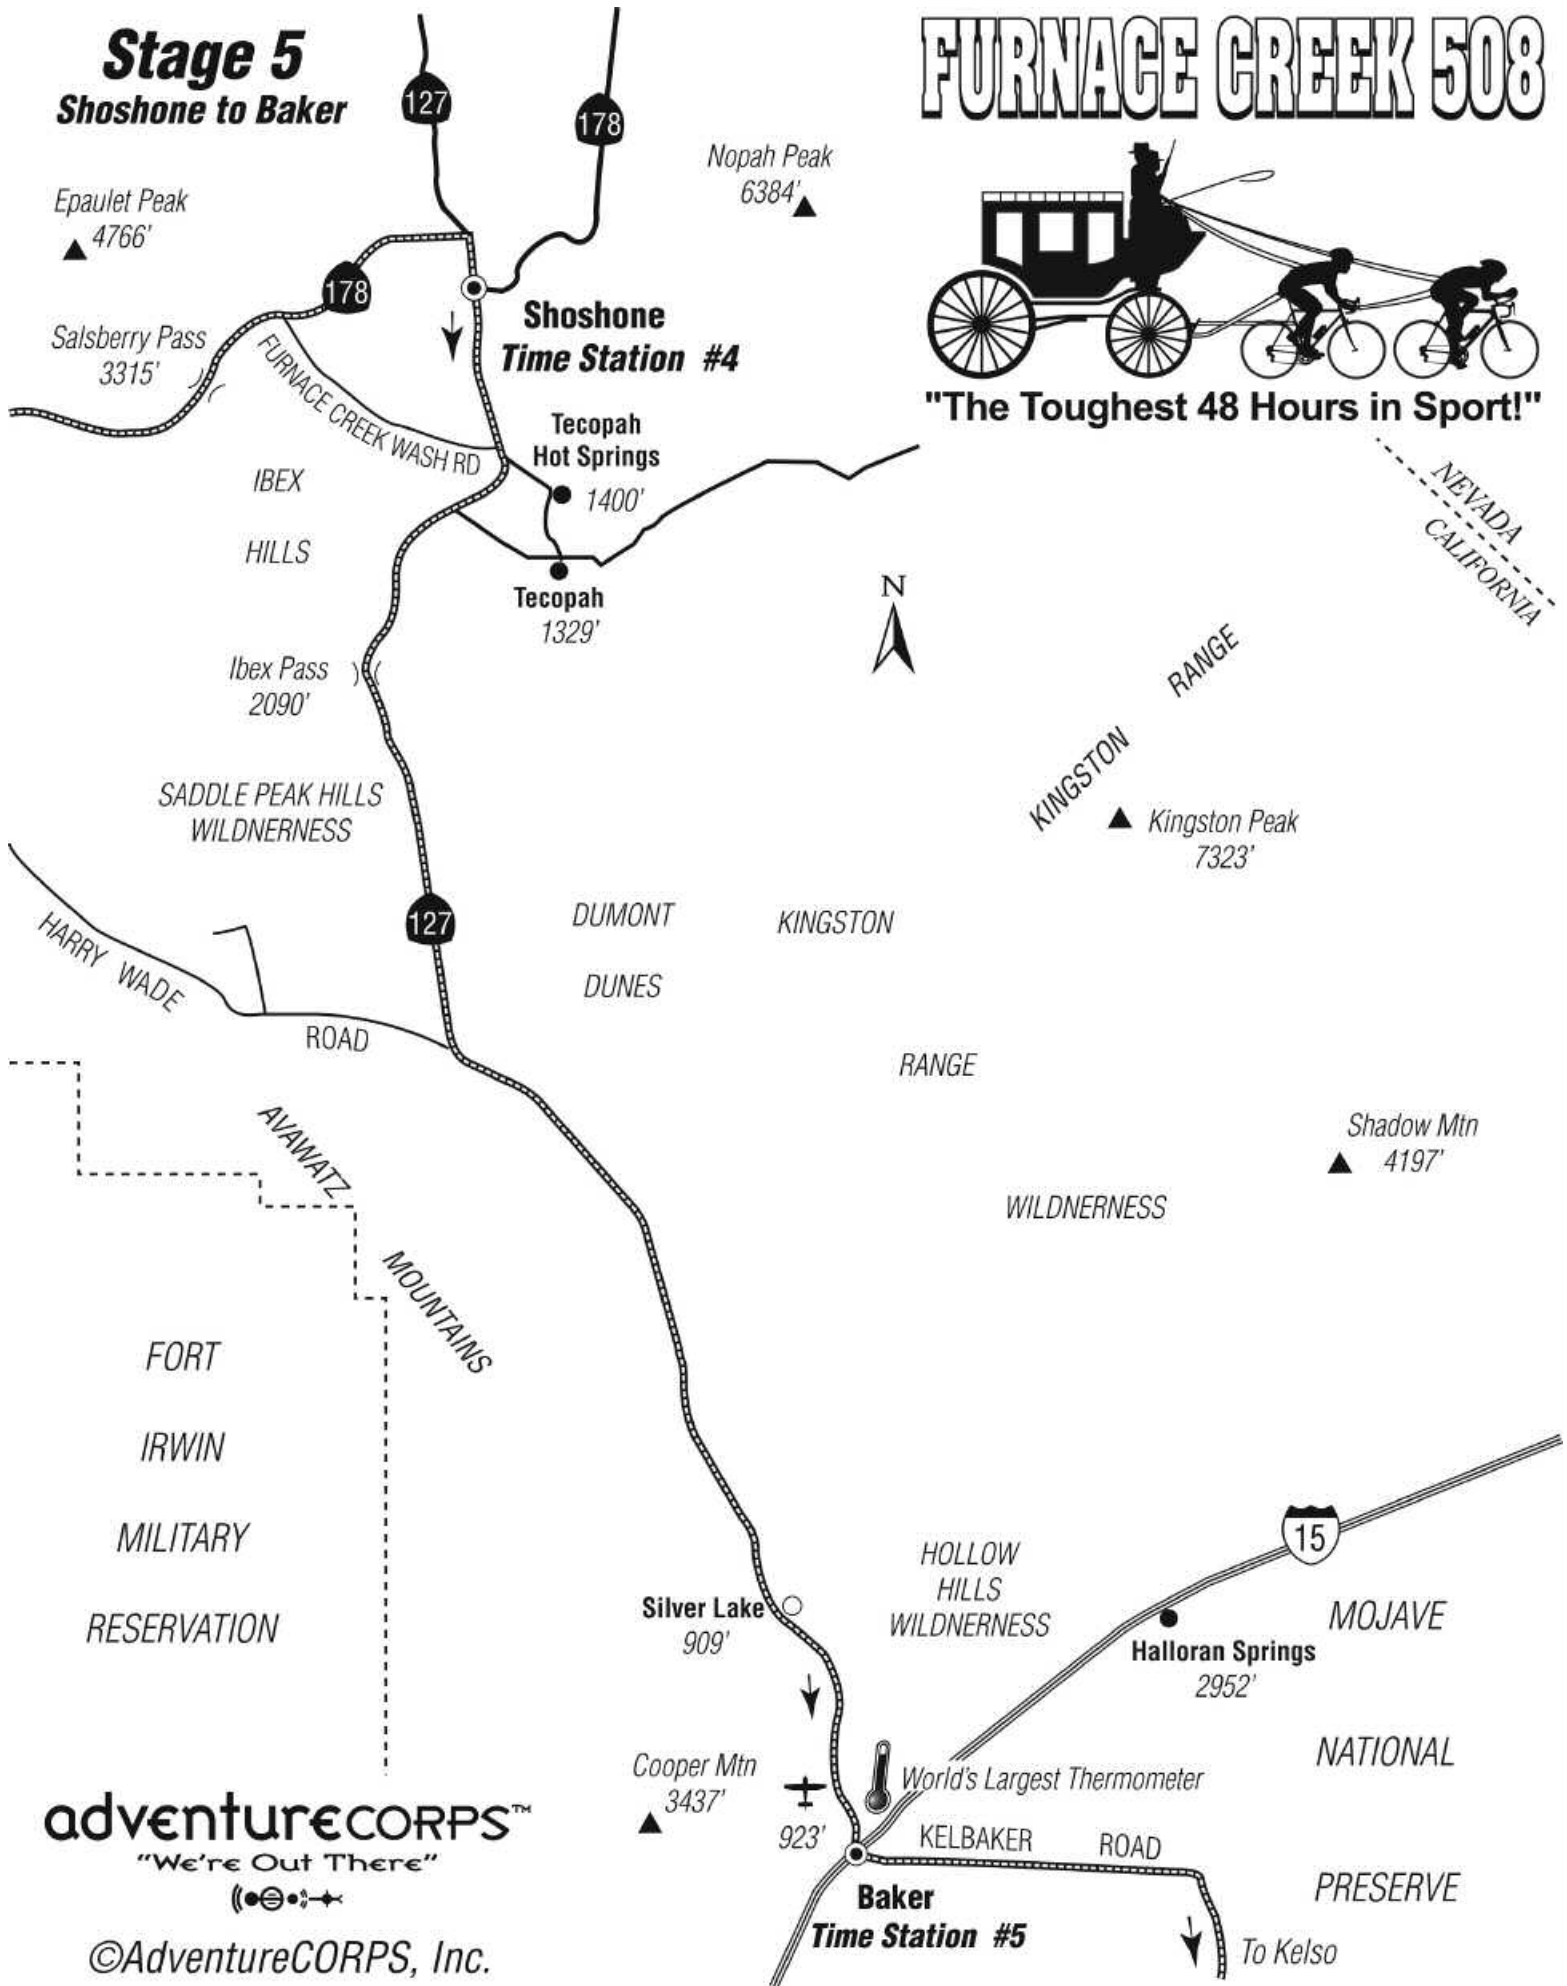 Stage 5
Shoshone to Baker
FURNACE CREEK 508
"The Toughest 48 Hours in Sport!"
127
178
Nopah Peak
6384'
Epaulet Peak
4766'
178
Salsberry Pass
3315'
Shoshone
Time Station #4
FURNACE CREEK WASH RD
Tecopah
Hot Springs
1400'
IBEX
HILLS
NEVADA
CALIFORNIA
Tecopah
1329'
N
Ibex Pass
2090'
KINGSTON RANGE
Kingston Peak
7323'
SADDLE PEAK HILLS
WILDNERNESS
127
HARRY WADE
ROAD
DUMONT
DUNES
KINGSTON
RANGE
WILDNERNESS
Shadow Mtn
4197'
AVAWATZ
MOUNTAINS
FORT
IRWIN
MILITARY
RESERVATION
15
HOLLOW
HILLS
WILDNERNESS
Silver Lake
909'
Halloran Springs
2952'
MOJAVE
NATIONAL
PRESERVE
Cooper Mtn
3437'
923'
World's Largest Thermometer
KELBAKER ROAD
Baker
Time Station #5
To Kelso
adventureCORPS™
"We're Out There"
©AdventureCORPS, Inc.